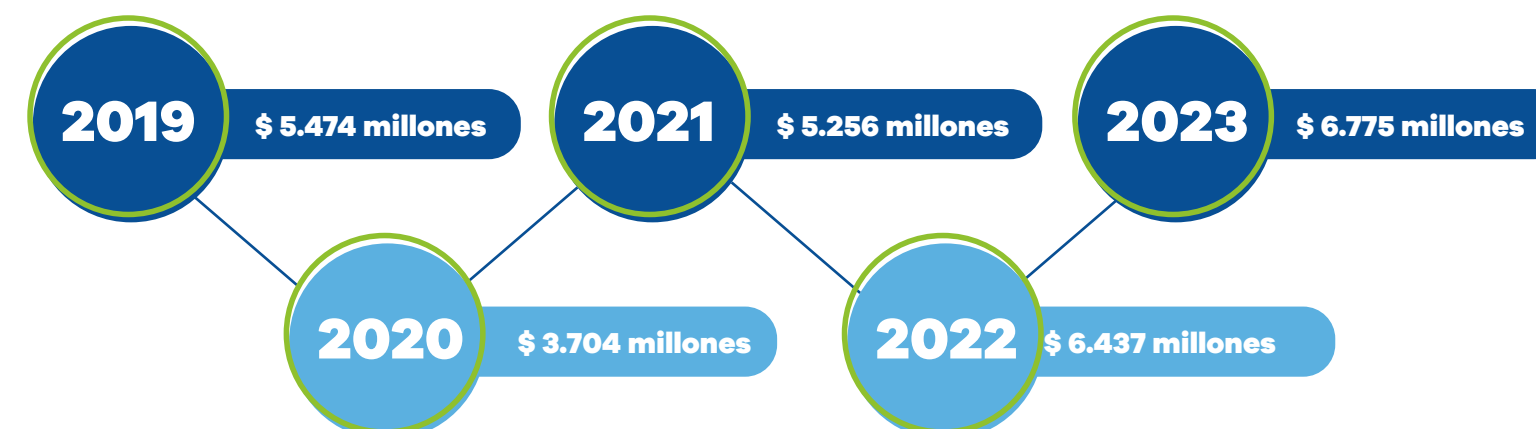 2019
$ 5.474 millones
2021
$ 5.256 millones
2023
$ 6.775 millones
2020
$ 3.704 millones
2022
$ 6.437 millones